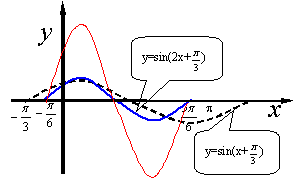 y
y=sin(2x+π/3)
-π/3 -π/6 π/6 π x
y=sin(x+π/3)